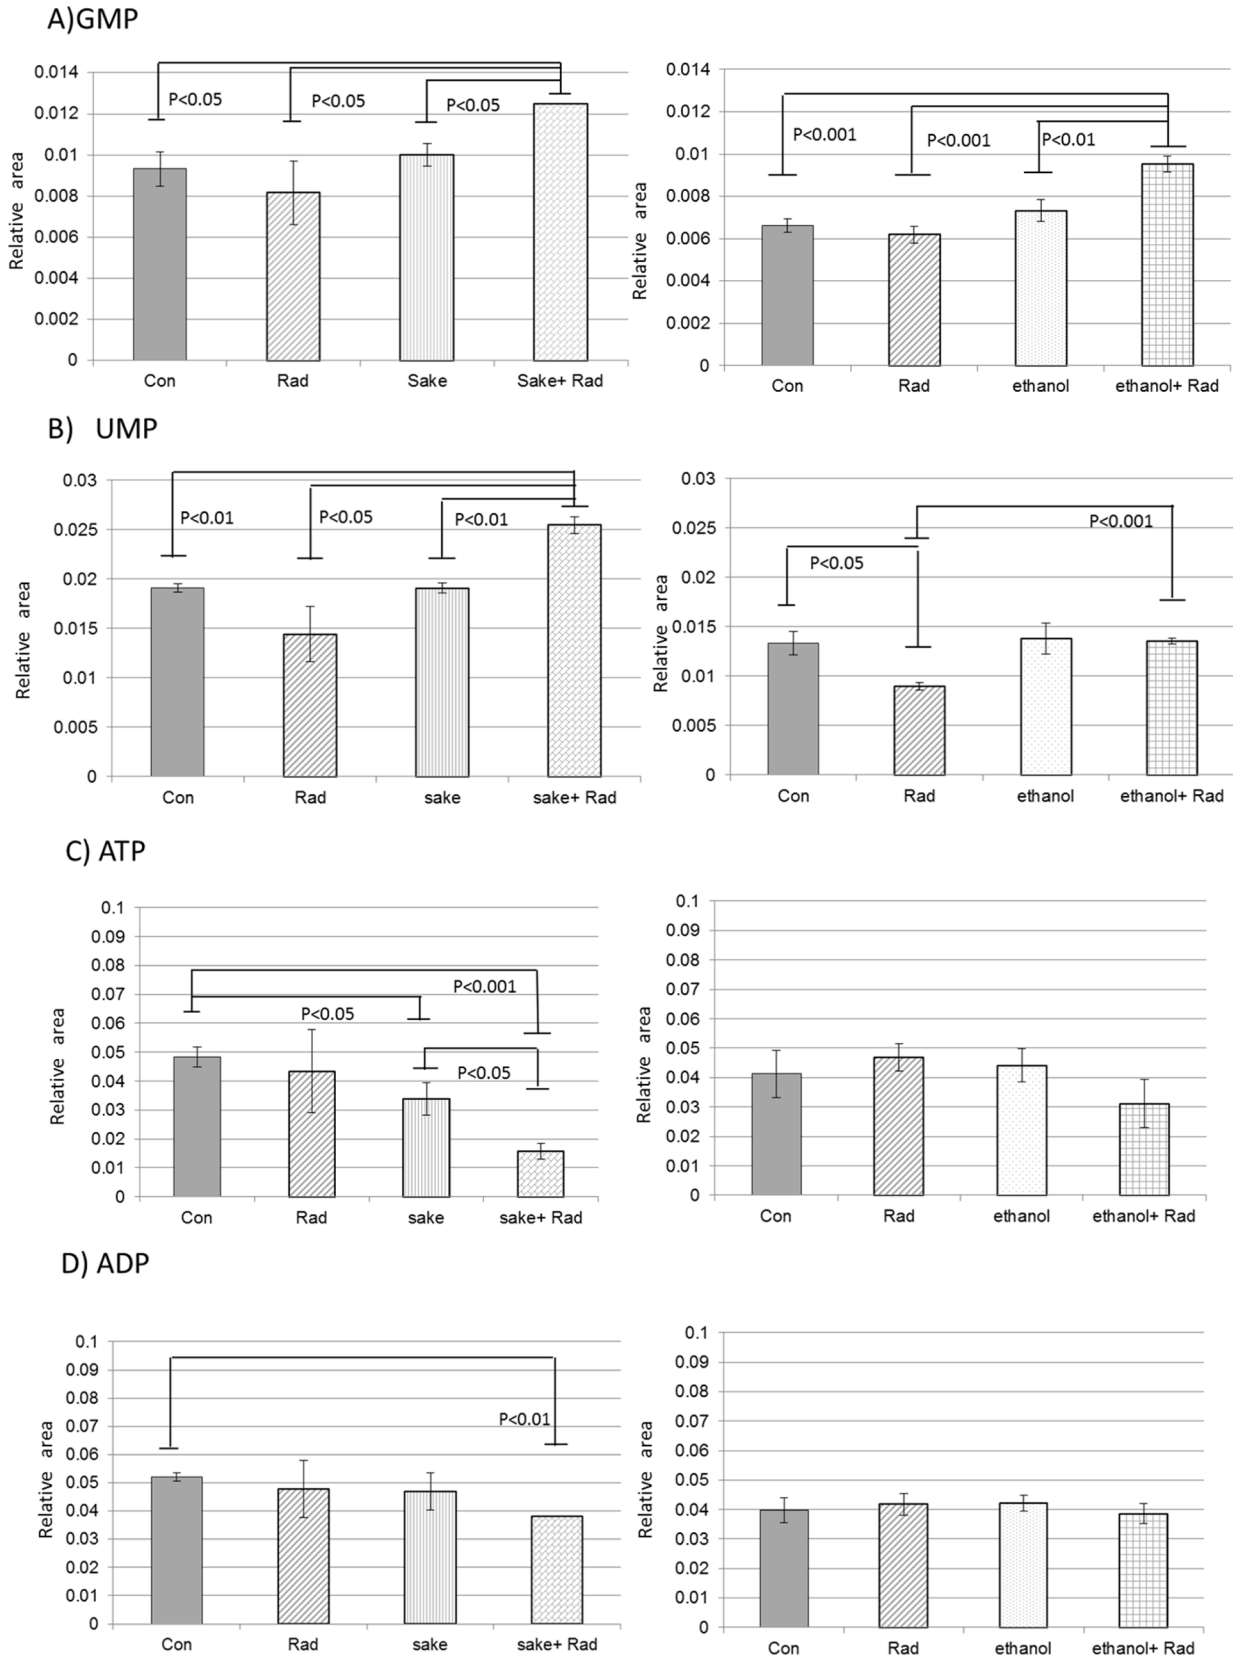 A)GMP
0.014
0.012
0.01
0.008
0.006
0.004
0.002
0
Relative area
P<0.05
P<0.05
P<0.05
Con Rad Sake Sake+ Rad
0.014
0.012
0.01
0.008
0.006
0.004
0.002
0
Relative area
P<0.001
P<0.001
P<0.01
Con Rad ethanol ethanol+ Rad
B) UMP
0.03
0.025
0.02
0.015
0.01
0.005
0
Relative area
P<0.01
P<0.05
P<0.01
Con Rad sake sake+ Rad
0.03
0.025
0.02
0.015
0.01
0.005
0
Relative area
P<0.001
P<0.05
Con Rad ethanol ethanol+ Rad
C) ATP
0.1
0.09
0.08
0.07
0.06
0.05
0.04
0.03
0.02
0.01
0
Relative area
P<0.001
P<0.05
P<0.05
Con Rad sake sake+ Rad
0.1
0.09
0.08
0.07
0.06
0.05
0.04
0.03
0.02
0.01
0
Relative area
Con Rad ethanol ethanol+ Rad
D) ADP
0.1
0.09
0.08
0.07
0.06
0.05
0.04
0.03
0.02
0.01
0
Relative area
P<0.01
Con Rad sake sake+ Rad
0.1
0.09
0.08
0.07
0.06
0.05
0.04
0.03
0.02
0.01
0
Relative area
Con Rad ethanol ethanol+ Rad